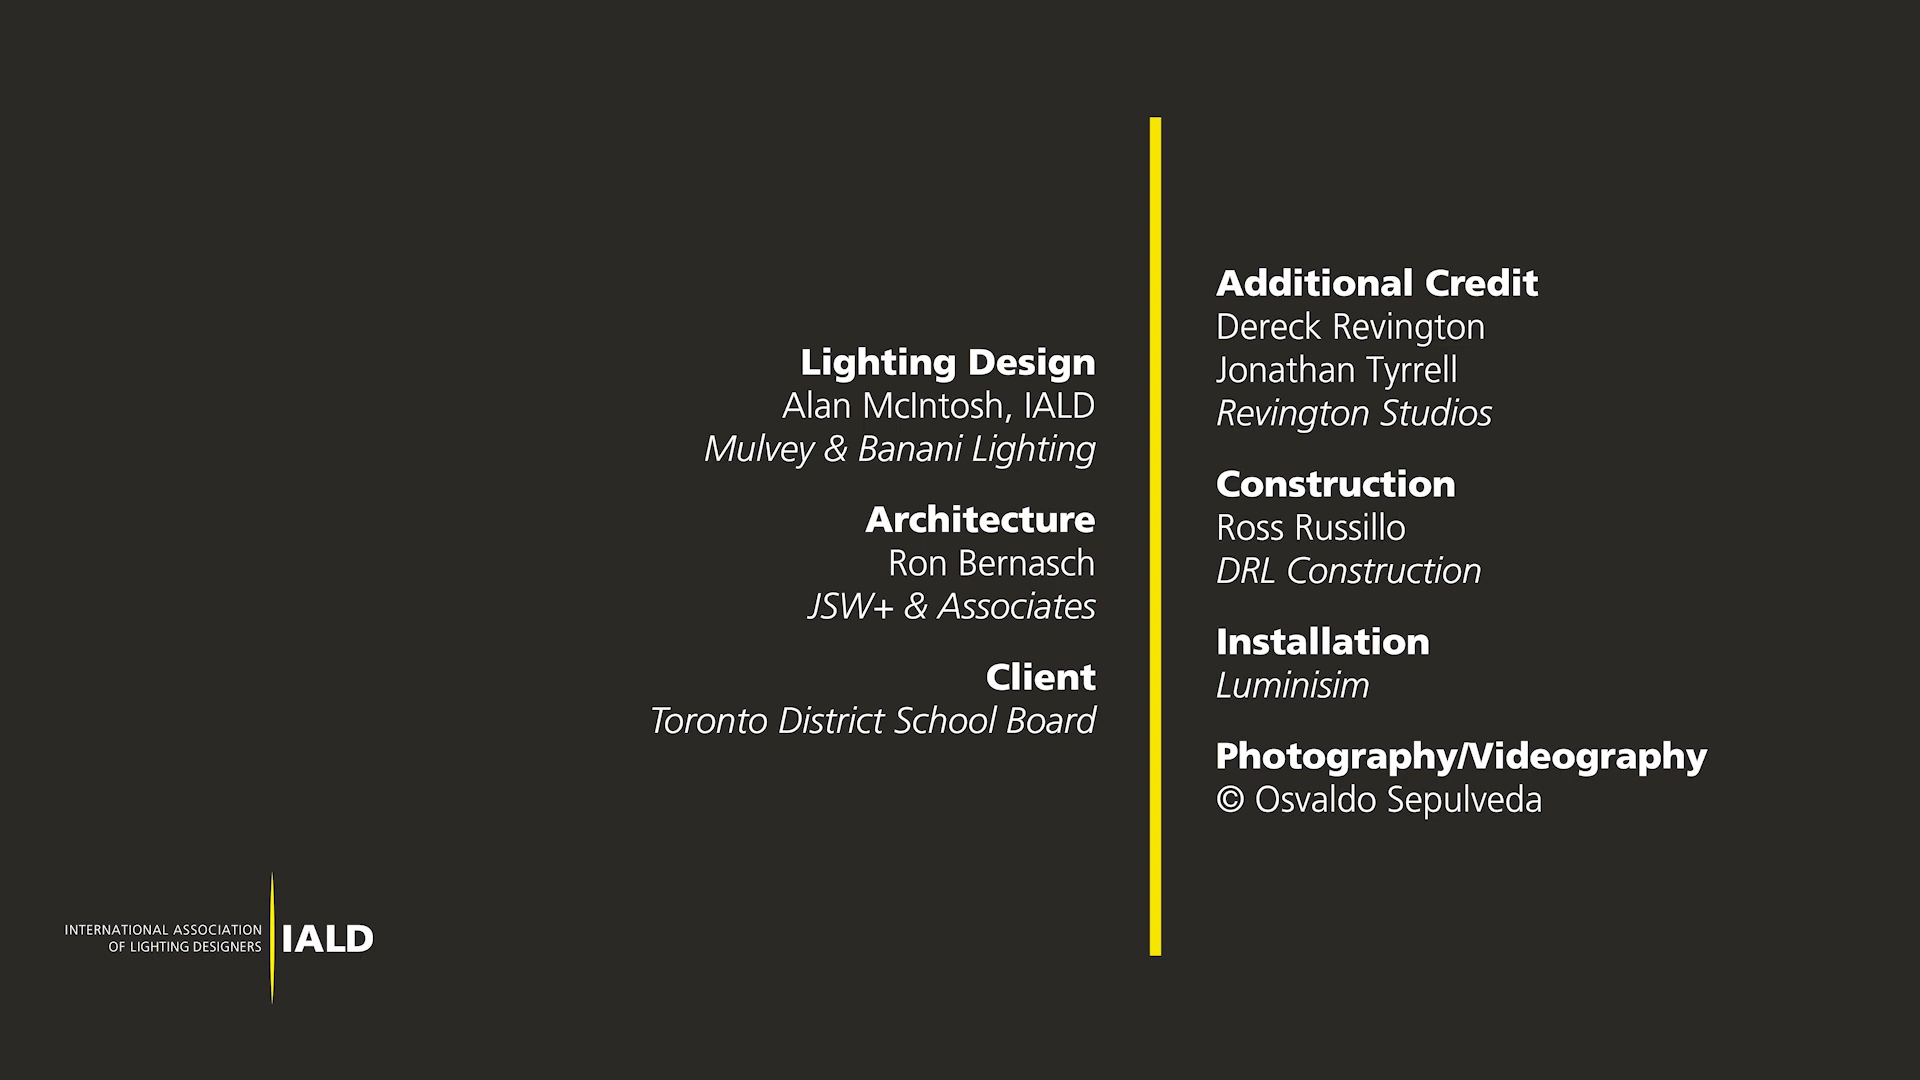 Lighting Design
Alan McIntosh, IALD
Mulvey & Banani Lighting
Architecture
Ron Bernasch
JSW+ & Associates
Client
Toronto District School Board
Additional Credit
Dereck Revington
Jonathan Tyrrell
Revington Studios
Construction
Ross Russillo
DRL Construction
Installation
Luminisim
Photography/Videography
© Osvaldo Sepulveda
INTERNATIONAL ASSOCIATION
OF LIGHTING DESIGNERS
IALD